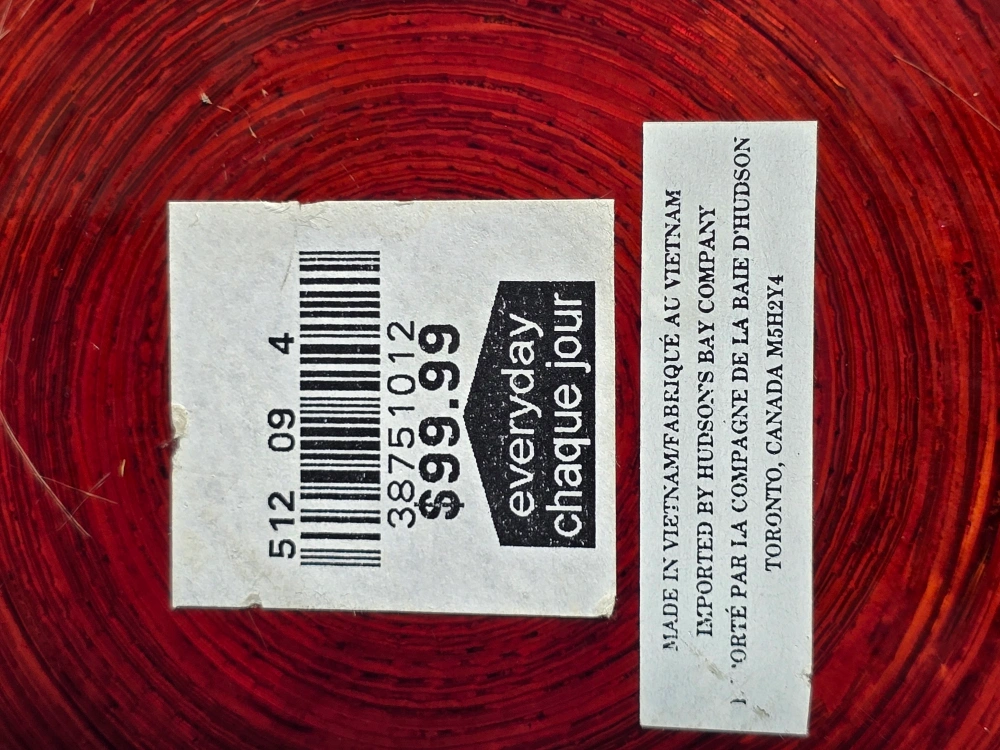 512 09 4
38751012
$99.99
everyday
chaque jour
MADE IN VIETNAM/FABRIQUÉ AU VIETNAM
IMPORTED BY HUDSON'S BAY COMPANY
PAR LA COMPAGNE DE LA BAIE D'HUDSON
TORONTO, CANADA M5H2Y4